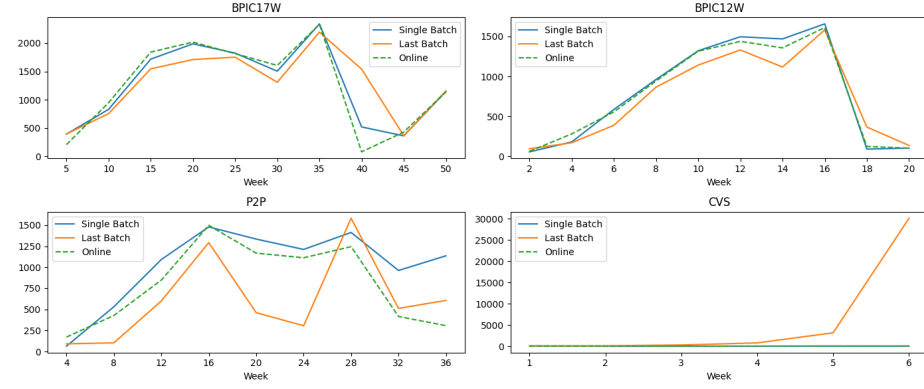 BPIC17W
2000
1500
1000
500
0
Single Batch
Last Batch
Online
5 10 15 20 25 30 35 40 45 50
Week
BPIC12W
1500
1000
500
0
Single Batch
Last Batch
Online
2 4 6 8 10 12 14 16 18 20
Week
P2P
1500
1250
1000
750
500
250
0
Single Batch
Last Batch
Online
4 8 12 16 20 24 28 32 36
Week
CVS
30000
25000
20000
15000
10000
5000
0
Single Batch
Last Batch
Online
1 2 3 4 5 6
Week